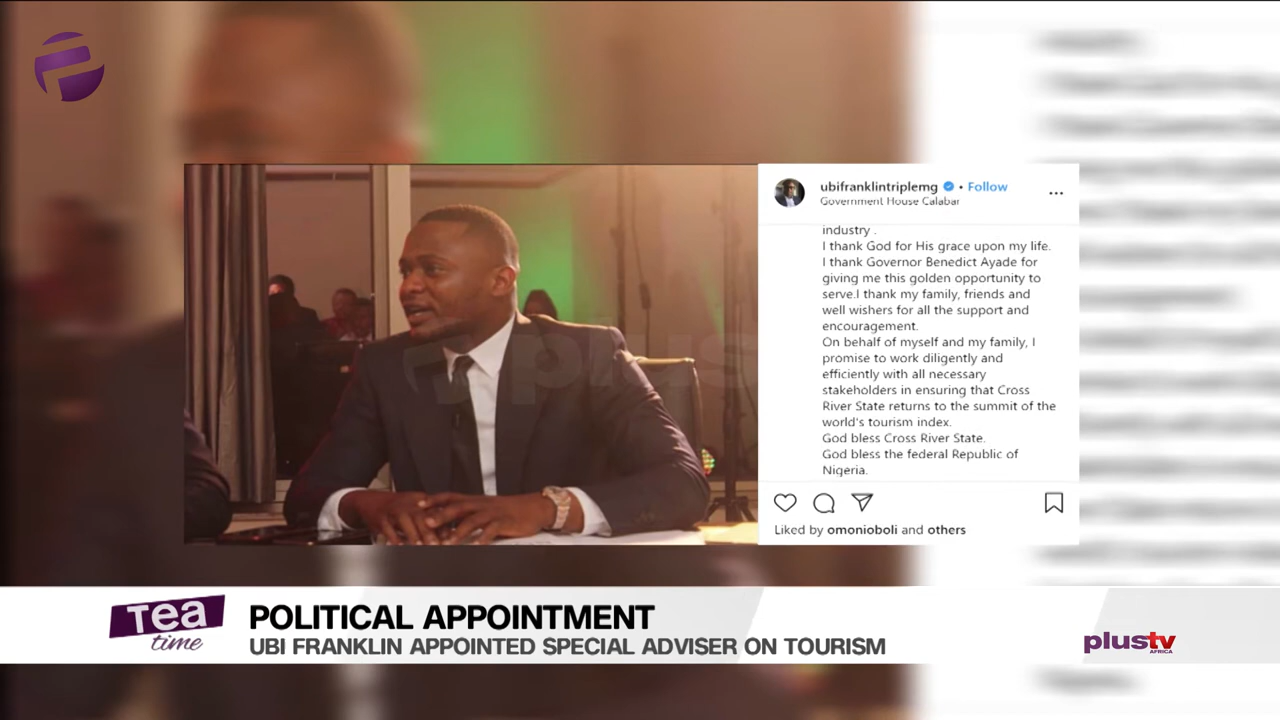 ubifranklintriplemg • Follow
Government House Calabar
...
industry .
I thank God for His grace upon my life.
I thank Governor Benedict Ayade for
giving me this golden opportunity to
serve.I thank my family, friends and
well wishers for all the support and
encouragement.
On behalf of myself and my family, I
promise to work diligently and
efficiently with all necessary
stakeholders in ensuring that Cross
River State returns to the summit of the
world's tourism index.
God bless Cross River State.
God bless the federal Republic of
Nigeria.
Liked by omonioboli and others
plustv
Tea
time
POLITICAL APPOINTMENT
UBI FRANKLIN APPOINTED SPECIAL ADVISER ON TOURISM
plustv
AFRICA